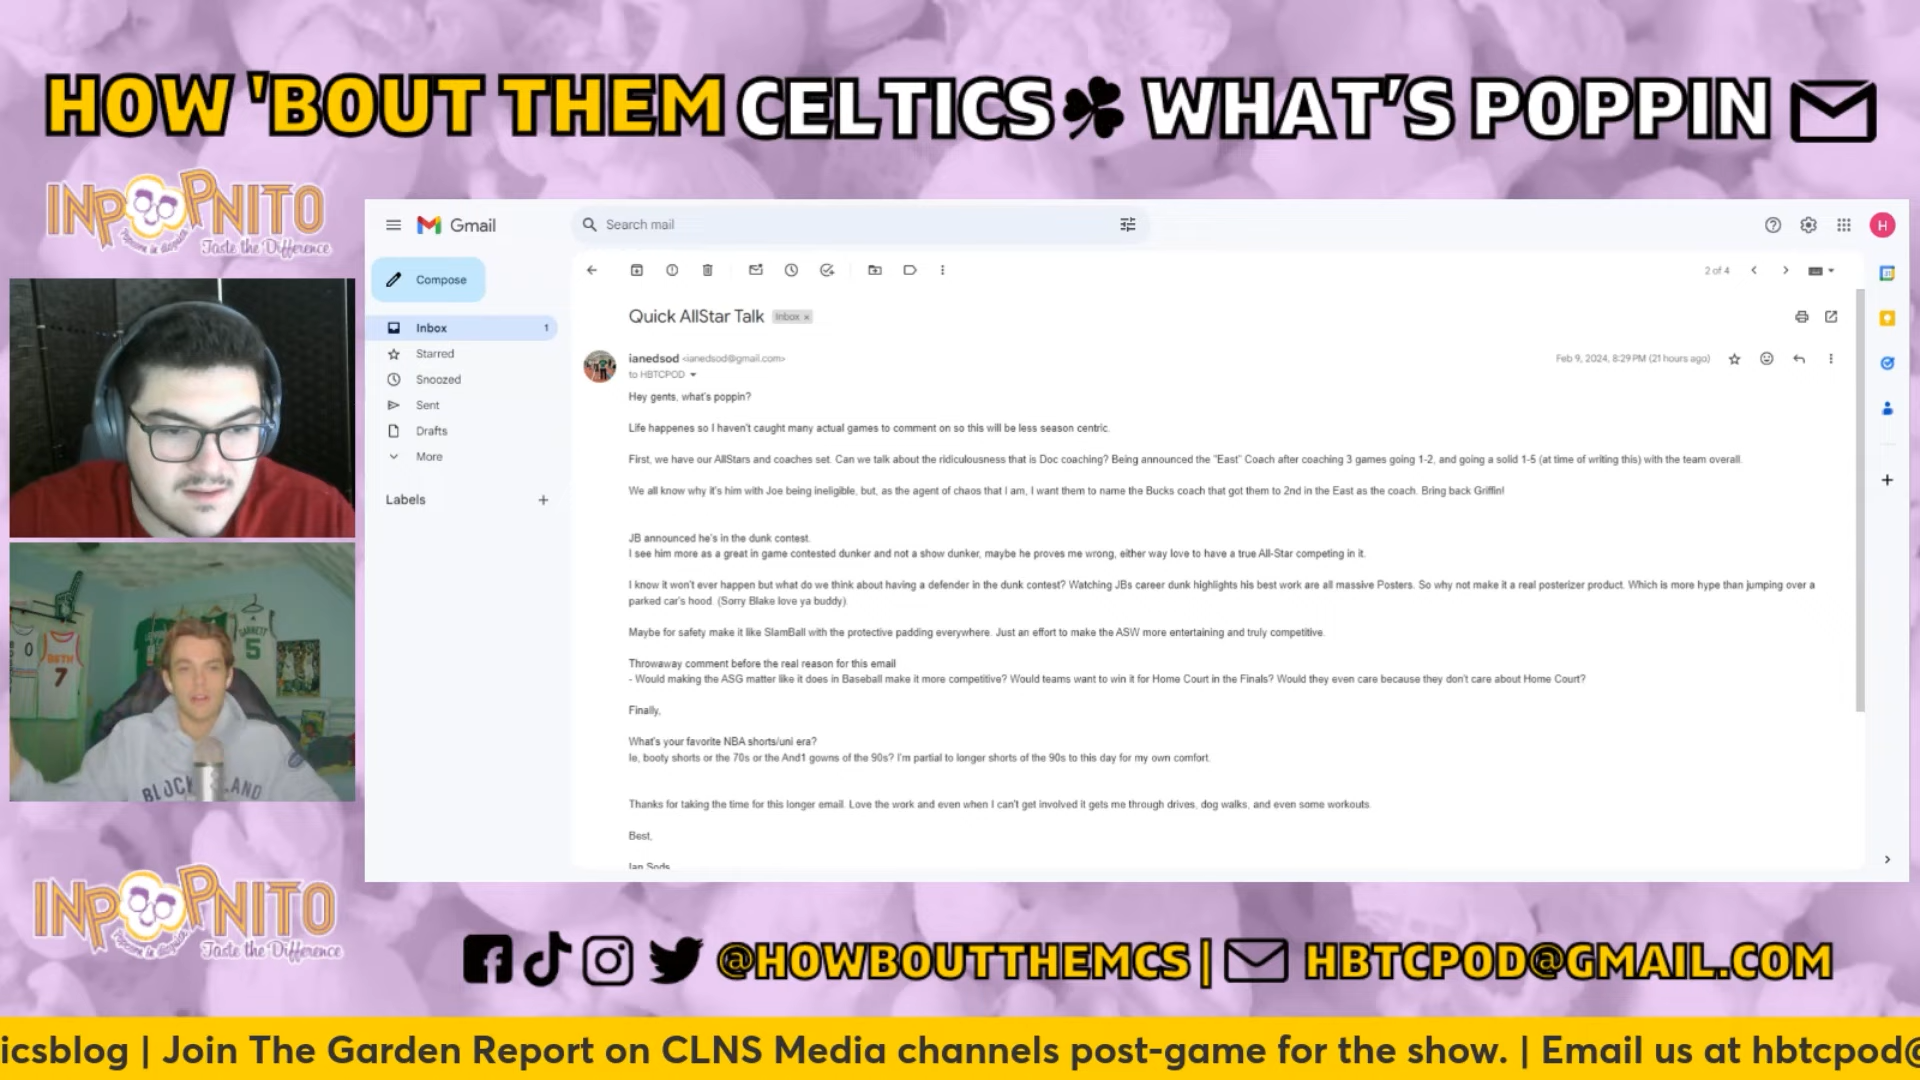 HOW 'BOUT THEM CELTICS WHAT'S POPPIN
INPOPNITO
Popcorn in disguise
Taste the Difference
Gmail
Search mail
H
Compose
2 of 4
Inbox 1
Starred
Snoozed
Sent
Drafts
More
Labels
Quick AllStar Talk Inbox x
ianedsod <ianedsod@gmail.com>
Feb 9, 2024, 8:29 PM (21 hours ago)
to HBTCPOD
Hey gents, what's poppin?
Life happenes so I haven't caught many actual games to comment on so this will be less season centric.
First, we have our AllStars and coaches set. Can we talk about the ridiculousness that is Doc coaching? Being announced the "East" Coach after coaching 3 games going 1-2, and going a solid 1-5 (at time of writing this) with the team overall.
We all know why it's him with Joe being ineligible, but, as the agent of chaos that I am, I want them to name the Bucks coach that got them to 2nd in the East as the coach. Bring back Griffin!
JB announced he's in the dunk contest.
I see him more as a great in game contested dunker and not a show dunker, maybe he proves me wrong, either way love to have a true All-Star competing in it.
I know it won't ever happen but what do we think about having a defender in the dunk contest? Watching JBs career dunk highlights his best work are all massive Posters. So why not make it a real posterizer product. Which is more hype than jumping over a
parked car's hood. (Sorry Blake love ya buddy)
Maybe for safety make it like SlamBall with the protective padding everywhere. Just an effort to make the ASW more entertaining and truly competitive.
Throwaway comment before the real reason for this email
- Would making the ASG matter like it does in Baseball make it more competitive? Would teams want to win it for Home Court in the Finals? Would they even care because they don't care about Home Court?
Finally,
What's your favorite NBA shorts/uni era?
Ie, booty shorts or the 70s or the And1 gowns of the 90s? I'm partial to longer shorts of the 90s to this day for my own comfort.
Thanks for taking the time for this longer email. Love the work and even when I can't get involved it gets me through drives, dog walks, and even some workouts.
Best,
Ian Sods
0
7
GARNETT
5
BLOCK ISLAND
INPOPNITO
Popcorn in disguise
Taste the Difference
@HOWBOUTTHEMCS | HBTCPOD@GMAIL.COM
icsblog | Join The Garden Report on CLNS Media channels post-game for the show. | Email us at hbtcpod@